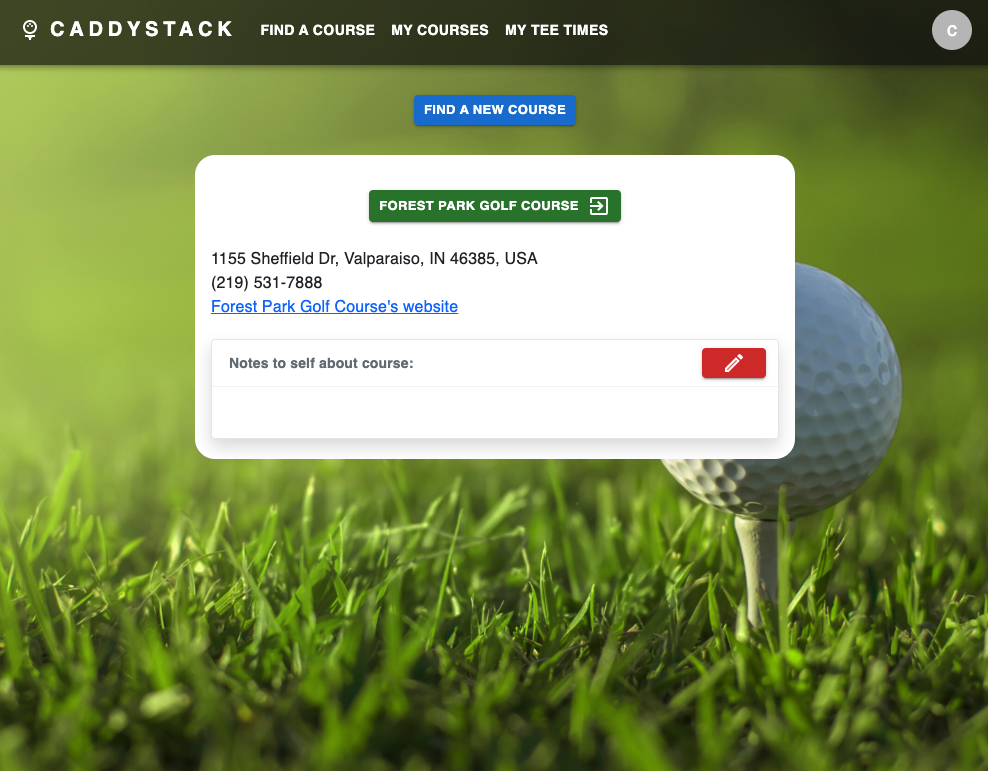 CADDYSTACK FIND A COURSE MY COURSES MY TEE TIMES C
FIND A NEW COURSE
FOREST PARK GOLF COURSE
1155 Sheffield Dr, Valparaiso, IN 46385, USA
(219) 531-7888
Forest Park Golf Course's website
Notes to self about course: